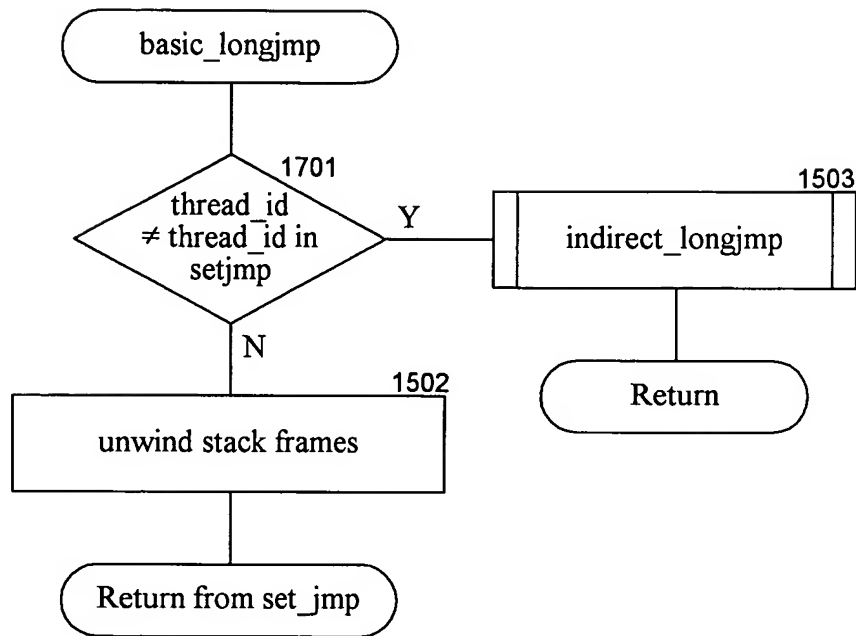 basic_longjmp
1701
thread_id
≠ thread_id in
setjmp
Y
1503
indirect_longjmp
N
Return
1502
unwind stack frames
Return from set_jmp